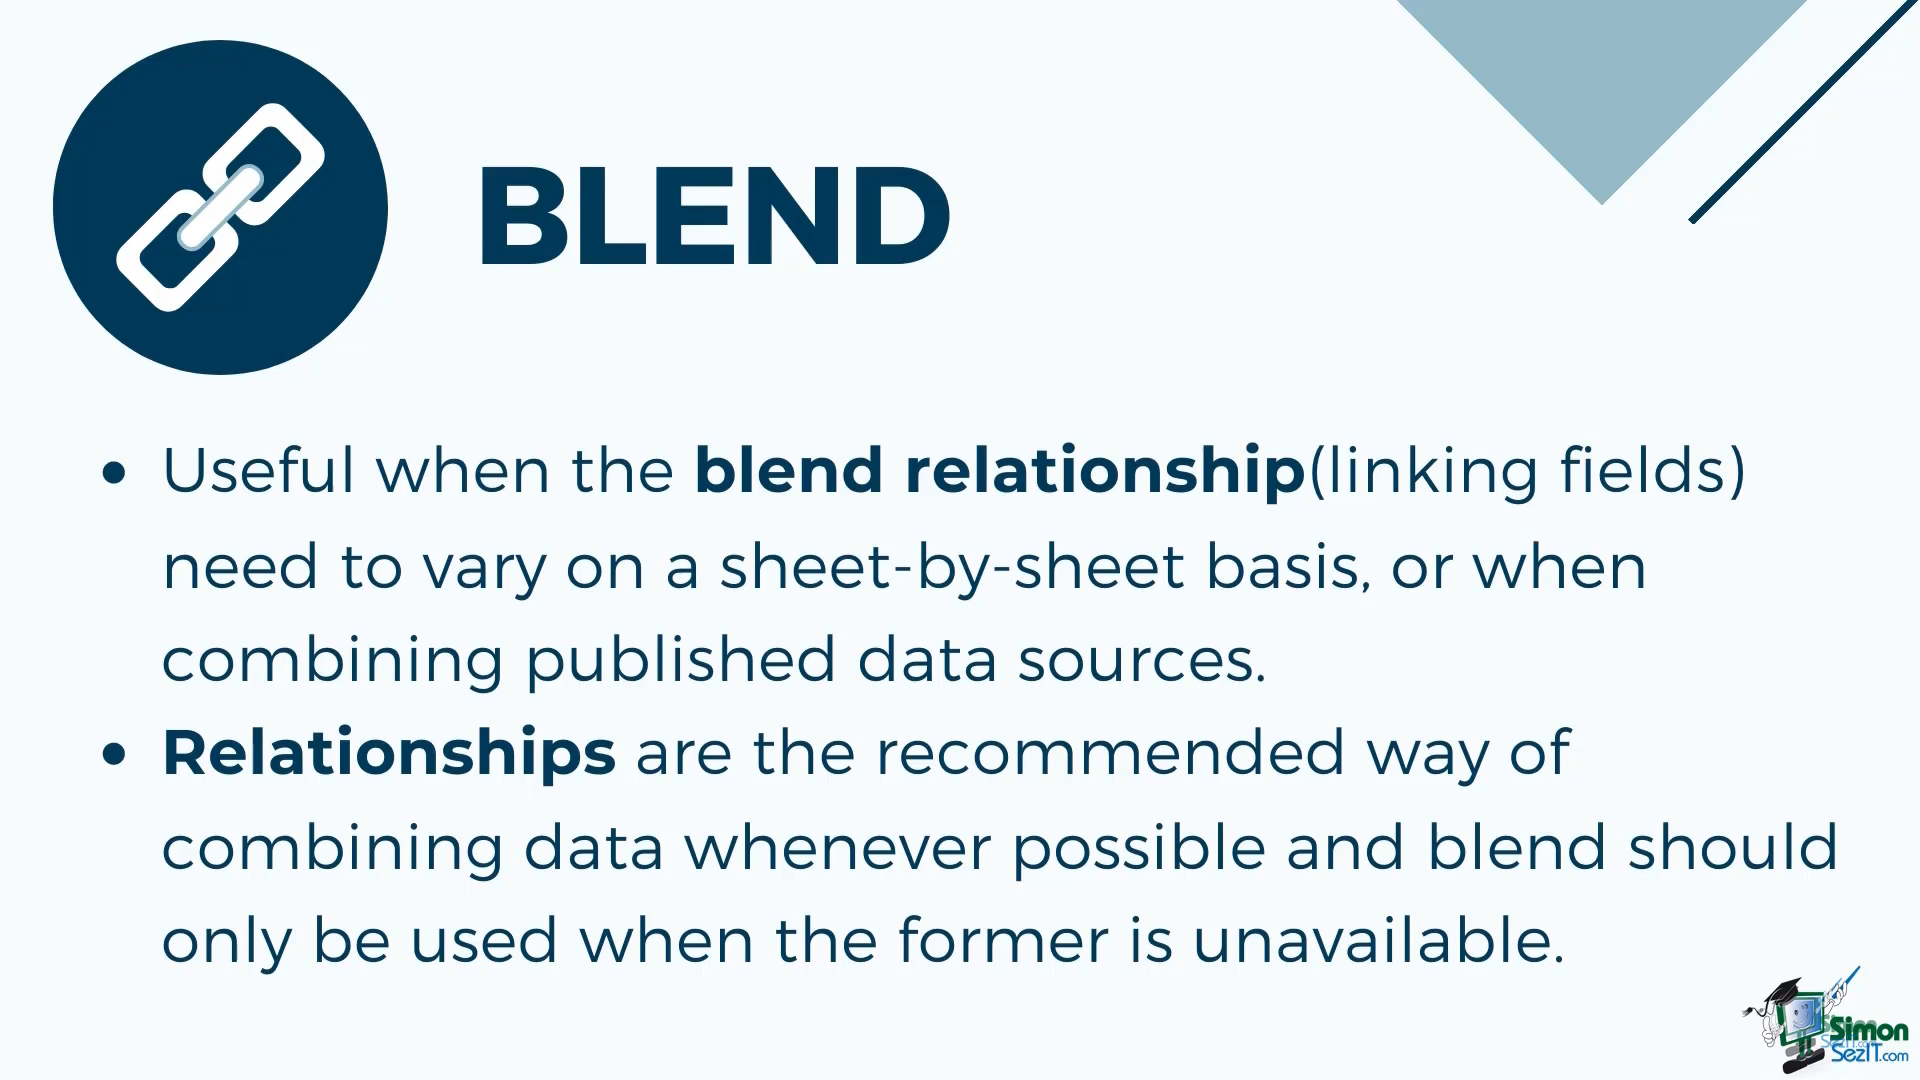 BLEND
• Useful when the blend relationship(linking fields)
need to vary on a sheet-by-sheet basis, or when
combining published data sources.
• Relationships are the recommended way of
combining data whenever possible and blend should
only be used when the former is unavailable.
Simon
SezIT.com